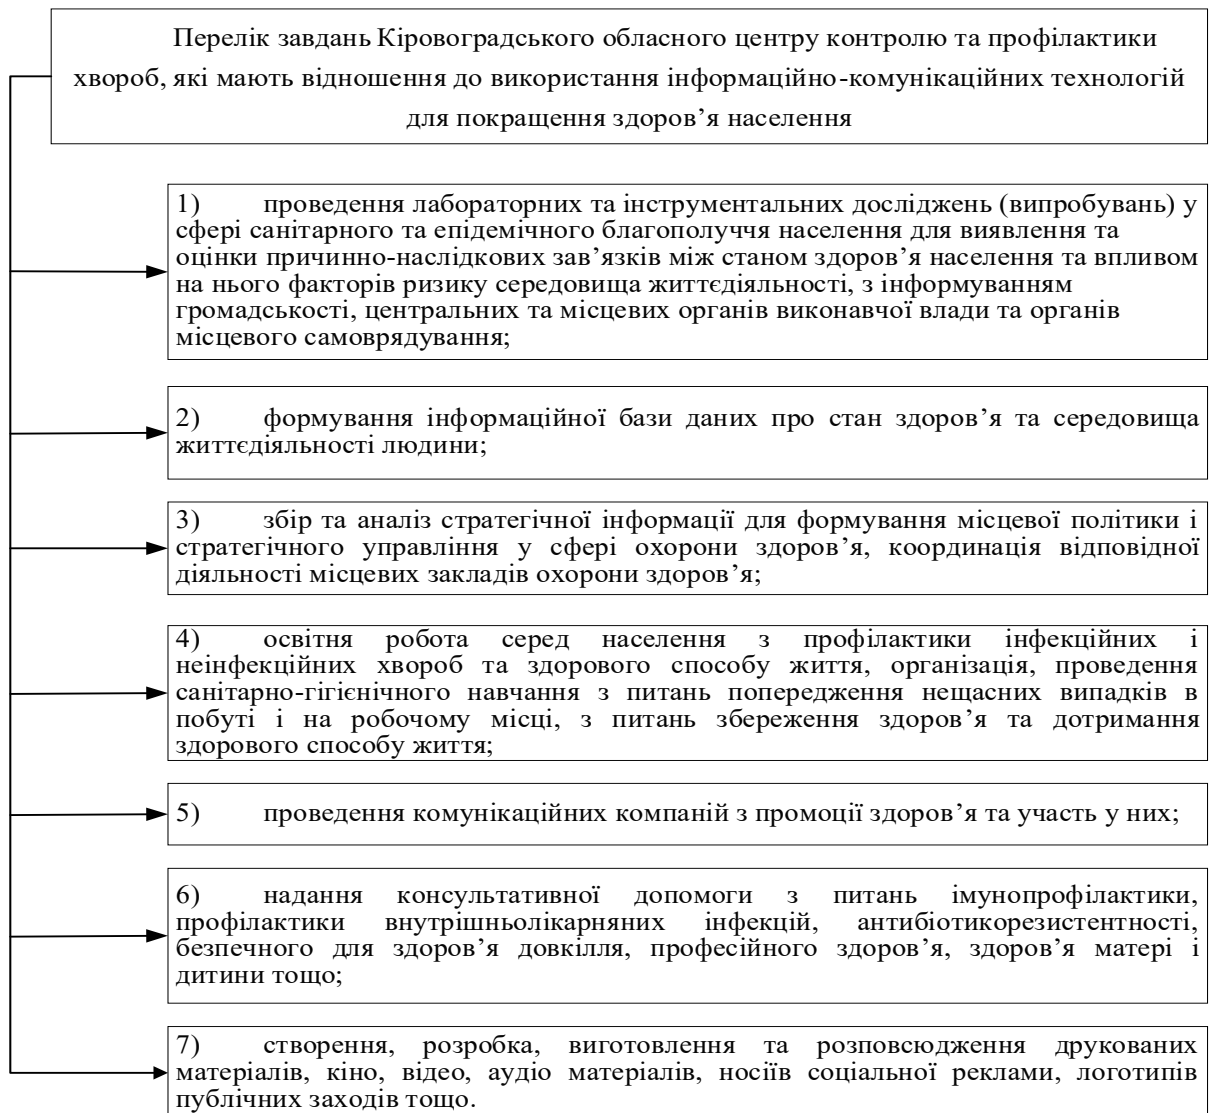 Перелік завдань Кіровоградського обласного центру контролю та профілактики
хвороб, які мають відношення до використання інформаційно-комунікаційних технологій
для покращення здоров’я населення
1) проведення лабораторних та інструментальних досліджень (випробувань) у
сфері санітарного та епідемічного благополуччя населення для виявлення та
оцінки причинно-наслідкових зав’язків між станом здоров’я населення та впливом
на нього факторів ризику середовища життєдіяльності, з інформуванням
громадськості, центральних та місцевих органів виконавчої влади та органів
місцевого самоврядування;
2) формування інформаційної бази даних про стан здоров’я та середовища
життєдіяльності людини;
3) збір та аналіз стратегічної інформації для формування місцевої політики і
стратегічного управління у сфері охорони здоров’я, координація відповідної
діяльності місцевих закладів охорони здоров’я;
4) освітня робота серед населення з профілактики інфекційних і
неінфекційних хвороб та здорового способу життя, організація, проведення
санітарно-гігієнічного навчання з питань попередження нещасних випадків в
побуті і на робочому місці, з питань збереження здоров’я та дотримання
здорового способу життя;
5) проведення комунікаційних компаній з промоції здоров’я та участь у них;
6) надання консультативної допомоги з питань імунопрофілактики,
профілактики внутрішньолікарняних інфекцій, антибіотикорезистентності,
безпечного для здоров’я довкілля, професійного здоров’я, здоров’я матері і
дитини тощо;
7) створення, розробка, виготовлення та розповсюдження друкованих
матеріалів, кіно, відео, аудіо матеріалів, носіїв соціальної реклами, логотипів
публічних заходів тощо.